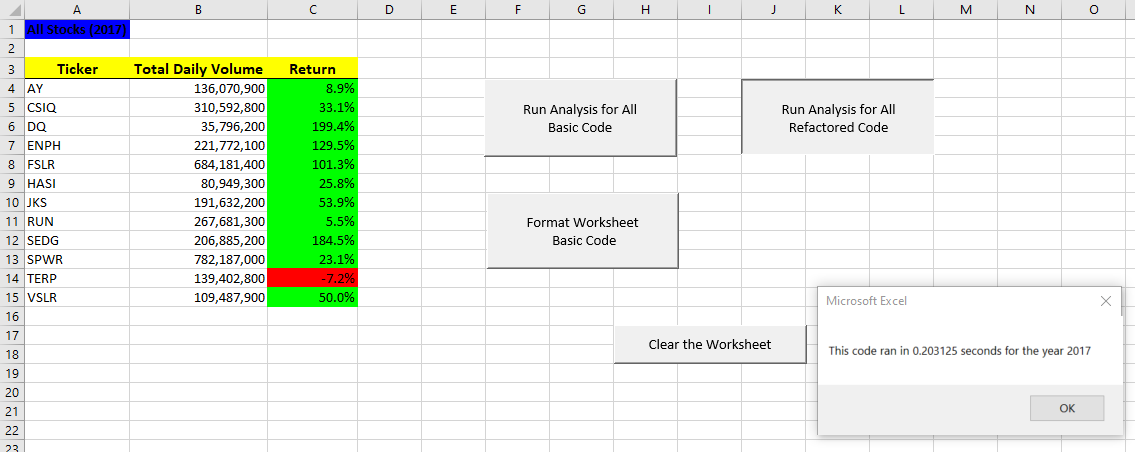 A B C D E F G H I J K L M N O
1 All Stocks (2017)
2
3 Ticker Total Daily Volume Return
4 AY 136,070,900 8.9%
5 CSIQ 310,592,800 33.1%
6 DQ 35,796,200 199.4%
7 ENPH 221,772,100 129.5%
8 FSLR 684,181,400 101.3%
9 HASI 80,949,300 25.8%
10 JKS 191,632,200 53.9%
11 RUN 267,681,300 5.5%
12 SEDG 206,885,200 184.5%
13 SPWR 782,187,000 23.1%
14 TERP 139,402,800 -7.2%
15 VSLR 109,487,900 50.0%
16
17
18
19
20
21
22
23
Run Analysis for All
Basic Code
Run Analysis for All
Refactored Code
Format Worksheet
Basic Code
Clear the Worksheet
Microsoft Excel
This code ran in 0.203125 seconds for the year 2017
OK